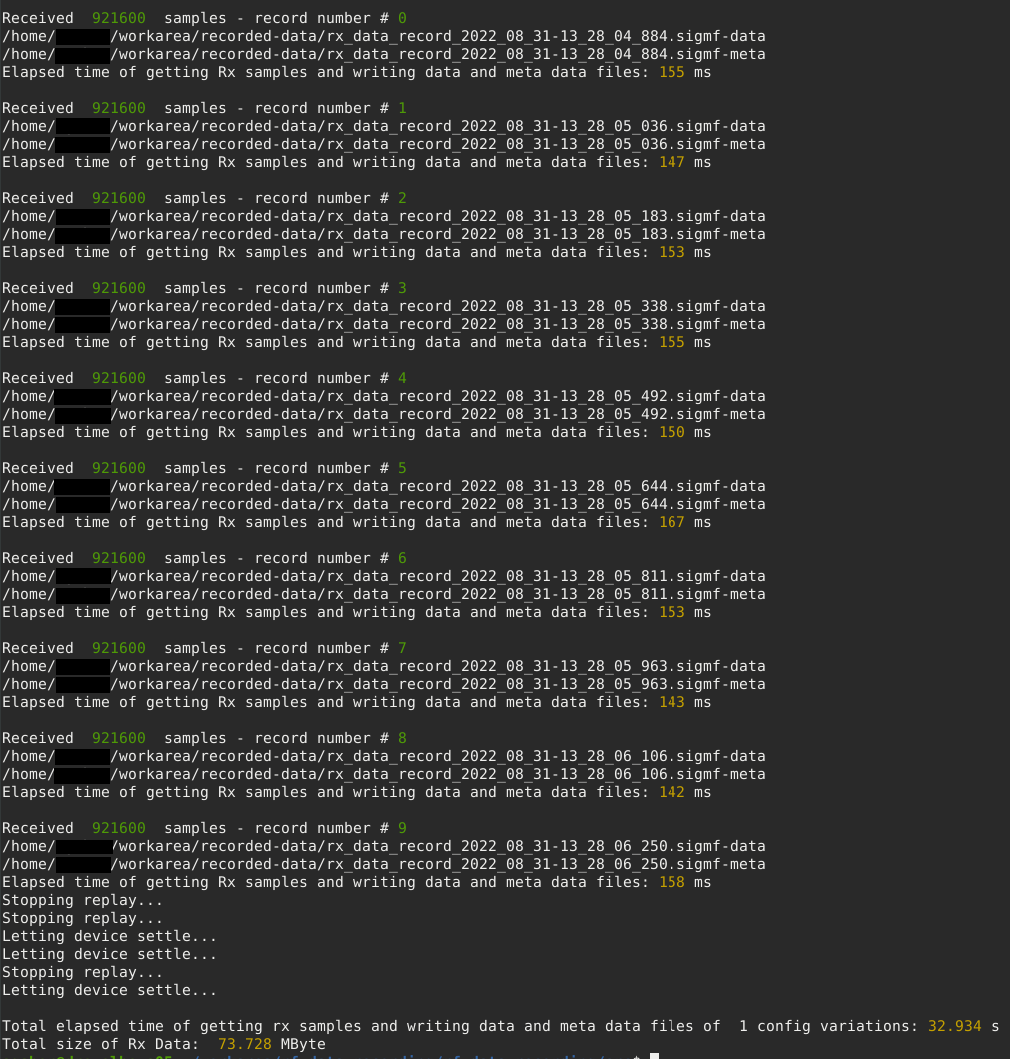 Received  921600  samples - record number # 0
/home/ /workarea/recorded-data/rx_data_record_2022_08_31-13_28_04_884.sigmf-data
/home/ /workarea/recorded-data/rx_data_record_2022_08_31-13_28_04_884.sigmf-meta
Elapsed time of getting Rx samples and writing data and meta data files: 155 ms
Received  921600  samples - record number # 1
/home/ /workarea/recorded-data/rx_data_record_2022_08_31-13_28_05_036.sigmf-data
/home/ /workarea/recorded-data/rx_data_record_2022_08_31-13_28_05_036.sigmf-meta
Elapsed time of getting Rx samples and writing data and meta data files: 147 ms
Received  921600  samples - record number # 2
/home/ /workarea/recorded-data/rx_data_record_2022_08_31-13_28_05_183.sigmf-data
/home/ /workarea/recorded-data/rx_data_record_2022_08_31-13_28_05_183.sigmf-meta
Elapsed time of getting Rx samples and writing data and meta data files: 153 ms
Received  921600  samples - record number # 3
/home/ /workarea/recorded-data/rx_data_record_2022_08_31-13_28_05_338.sigmf-data
/home/ /workarea/recorded-data/rx_data_record_2022_08_31-13_28_05_338.sigmf-meta
Elapsed time of getting Rx samples and writing data and meta data files: 155 ms
Received  921600  samples - record number # 4
/home/ /workarea/recorded-data/rx_data_record_2022_08_31-13_28_05_492.sigmf-data
/home/ /workarea/recorded-data/rx_data_record_2022_08_31-13_28_05_492.sigmf-meta
Elapsed time of getting Rx samples and writing data and meta data files: 150 ms
Received  921600  samples - record number # 5
/home/ /workarea/recorded-data/rx_data_record_2022_08_31-13_28_05_644.sigmf-data
/home/ /workarea/recorded-data/rx_data_record_2022_08_31-13_28_05_644.sigmf-meta
Elapsed time of getting Rx samples and writing data and meta data files: 167 ms
Received  921600  samples - record number # 6
/home/ /workarea/recorded-data/rx_data_record_2022_08_31-13_28_05_811.sigmf-data
/home/ /workarea/recorded-data/rx_data_record_2022_08_31-13_28_05_811.sigmf-meta
Elapsed time of getting Rx samples and writing data and meta data files: 153 ms
Received  921600  samples - record number # 7
/home/ /workarea/recorded-data/rx_data_record_2022_08_31-13_28_05_963.sigmf-data
/home/ /workarea/recorded-data/rx_data_record_2022_08_31-13_28_05_963.sigmf-meta
Elapsed time of getting Rx samples and writing data and meta data files: 143 ms
Received  921600  samples - record number # 8
/home/ /workarea/recorded-data/rx_data_record_2022_08_31-13_28_06_106.sigmf-data
/home/ /workarea/recorded-data/rx_data_record_2022_08_31-13_28_06_106.sigmf-meta
Elapsed time of getting Rx samples and writing data and meta data files: 142 ms
Received  921600  samples - record number # 9
/home/ /workarea/recorded-data/rx_data_record_2022_08_31-13_28_06_250.sigmf-data
/home/ /workarea/recorded-data/rx_data_record_2022_08_31-13_28_06_250.sigmf-meta
Elapsed time of getting Rx samples and writing data and meta data files: 158 ms
Stopping replay...
Stopping replay...
Letting device settle...
Letting device settle...
Stopping replay...
Letting device settle...
Total elapsed time of getting rx samples and writing data and meta data files of  1 config variations: 32.934 s
Total size of Rx Data:  73.728 MByte